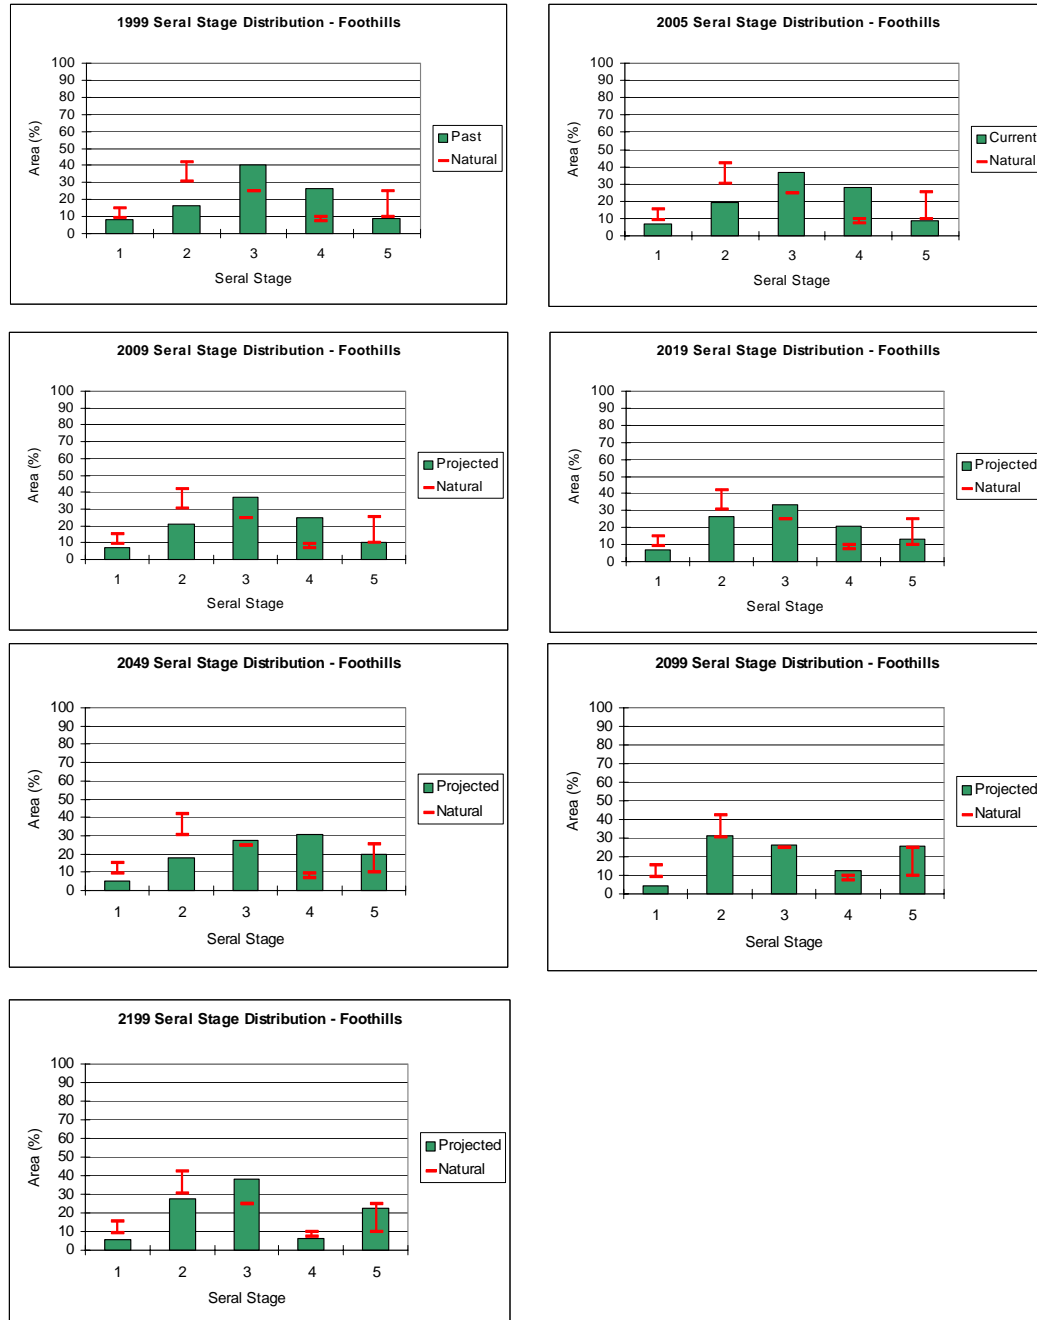 1999 Seral Stage Distribution - Foothills
100
90
80
70
60
50
40
30
20
10
0
Area (%)
1 2 3 4 5
Seral Stage
Past
Natural
2005 Seral Stage Distribution - Foothills
100
90
80
70
60
50
40
30
20
10
0
Area (%)
1 2 3 4 5
Seral Stage
Current
Natural
2009 Seral Stage Distribution - Foothills
100
90
80
70
60
50
40
30
20
10
0
Area (%)
1 2 3 4 5
Seral Stage
Projected
Natural
2019 Seral Stage Distribution - Foothills
100
90
80
70
60
50
40
30
20
10
0
Area (%)
1 2 3 4 5
Seral Stage
Projected
Natural
2049 Seral Stage Distribution - Foothills
100
90
80
70
60
50
40
30
20
10
0
Area (%)
1 2 3 4 5
Seral Stage
Projected
Natural
2099 Seral Stage Distribution - Foothills
100
90
80
70
60
50
40
30
20
10
0
Area (%)
1 2 3 4 5
Seral Stage
Projected
Natural
2199 Seral Stage Distribution - Foothills
100
90
80
70
60
50
40
30
20
10
0
Area (%)
1 2 3 4 5
Seral Stage
Projected
Natural